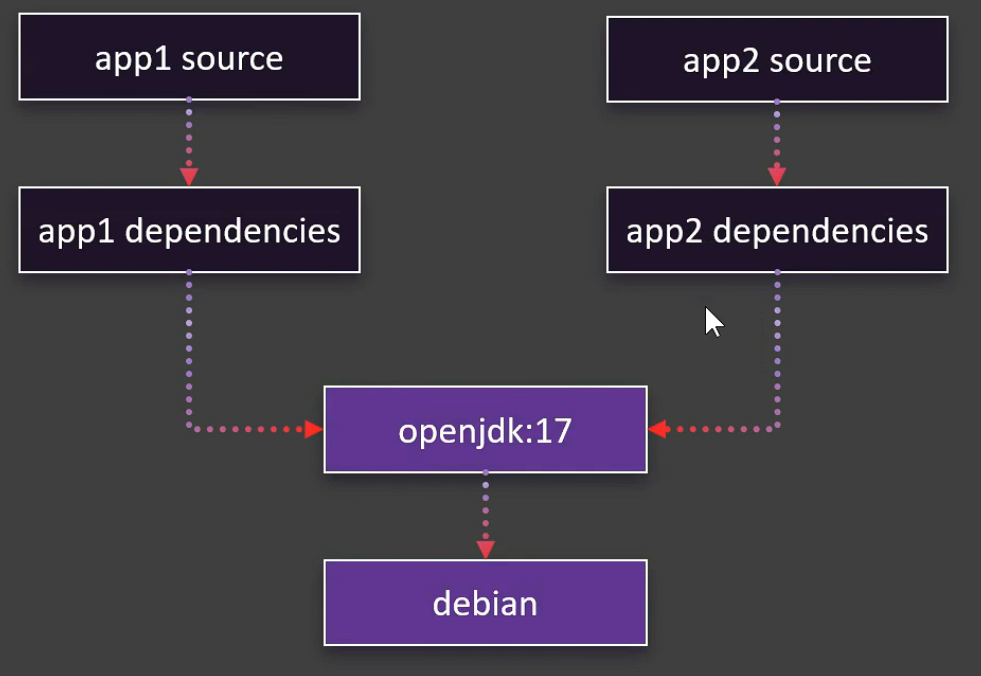 app1 source
app2 source
app1 dependencies
app2 dependencies
openjdk:17
debian